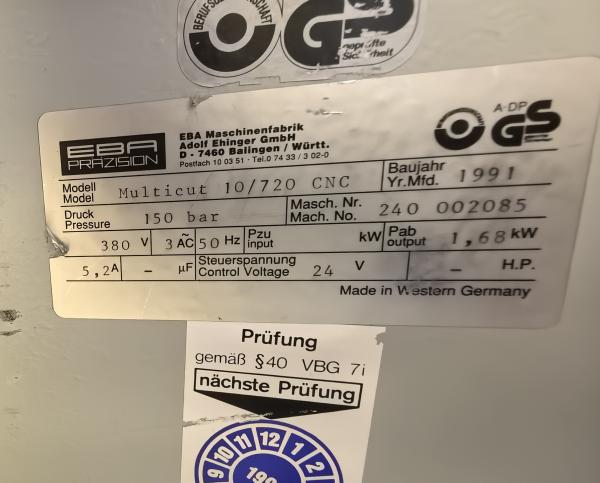 BERUFSGENOSSENSCHAFT
GS
geprüfte
Sicherheit
EBA
PRÄZISION
EBA Maschinenfabrik
Adolf Ehinger GmbH
D - 7460 Balingen / Württ.
Postfach 10 03 51 · Tel.0 74 33 / 3 02-0
A-DP
GS
Modell
Model
Multicut 10/720 CNC
Baujahr
Yr.Mfd.
1991
Druck
Pressure
150 bar
Masch. Nr.
Mach. No.
240 002085
380 V 3 AC 50 Hz
Pzu
input
kW
Pab
output
1,68 kW
5,2A – µF
Steuerspannung
Control Voltage
24 V
– H.P.
Made in Western Germany
Prüfung
gemäß §40 VBG 7i
nächste Prüfung
9 10 11 12 1 2